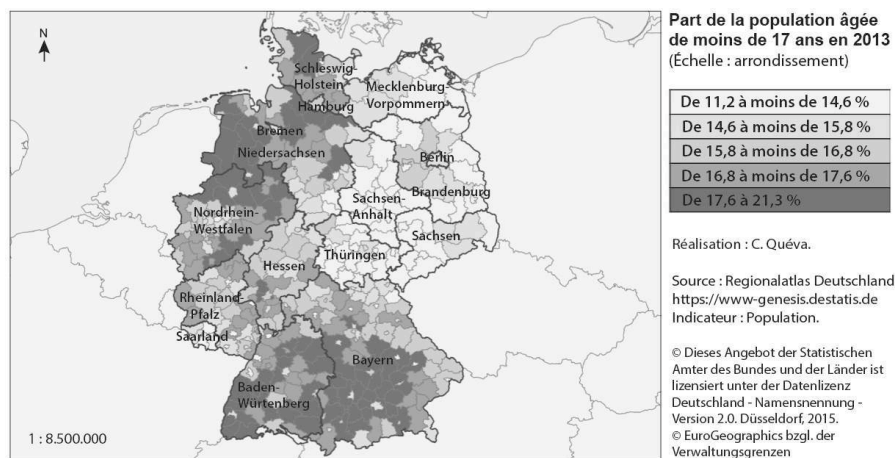 N
Schleswig-
Holstein
Mecklenburg-
Vorpommern
Hamburg
Bremen
Niedersachsen
Berlin
Brandenburg
Sachsen-
Anhalt
Nordrhein-
Westfalen
Sachsen
Thüringen
Hessen
Rheinland-
Pfalz
Saarland
Bayern
Baden-
Würtenberg
1 : 8.500.000
Part de la population âgée
de moins de 17 ans en 2013
(Échelle : arrondissement)
De 11,2 à moins de 14,6 %
De 14,6 à moins de 15,8 %
De 15,8 à moins de 16,8 %
De 16,8 à moins de 17,6 %
De 17,6 à 21,3 %
Réalisation : C. Quéva.
Source : Regionalatlas Deutschland
https://www-genesis.destatis.de
Indicateur : Population.
© Dieses Angebot der Statistischen
Amter des Bundes und der Länder ist
lizensiert unter der Datenlizenz
Deutschland - Namensnennung -
Version 2.0. Düsseldorf, 2015.
© EuroGeographics bzgl. der
Verwaltungsgrenzen